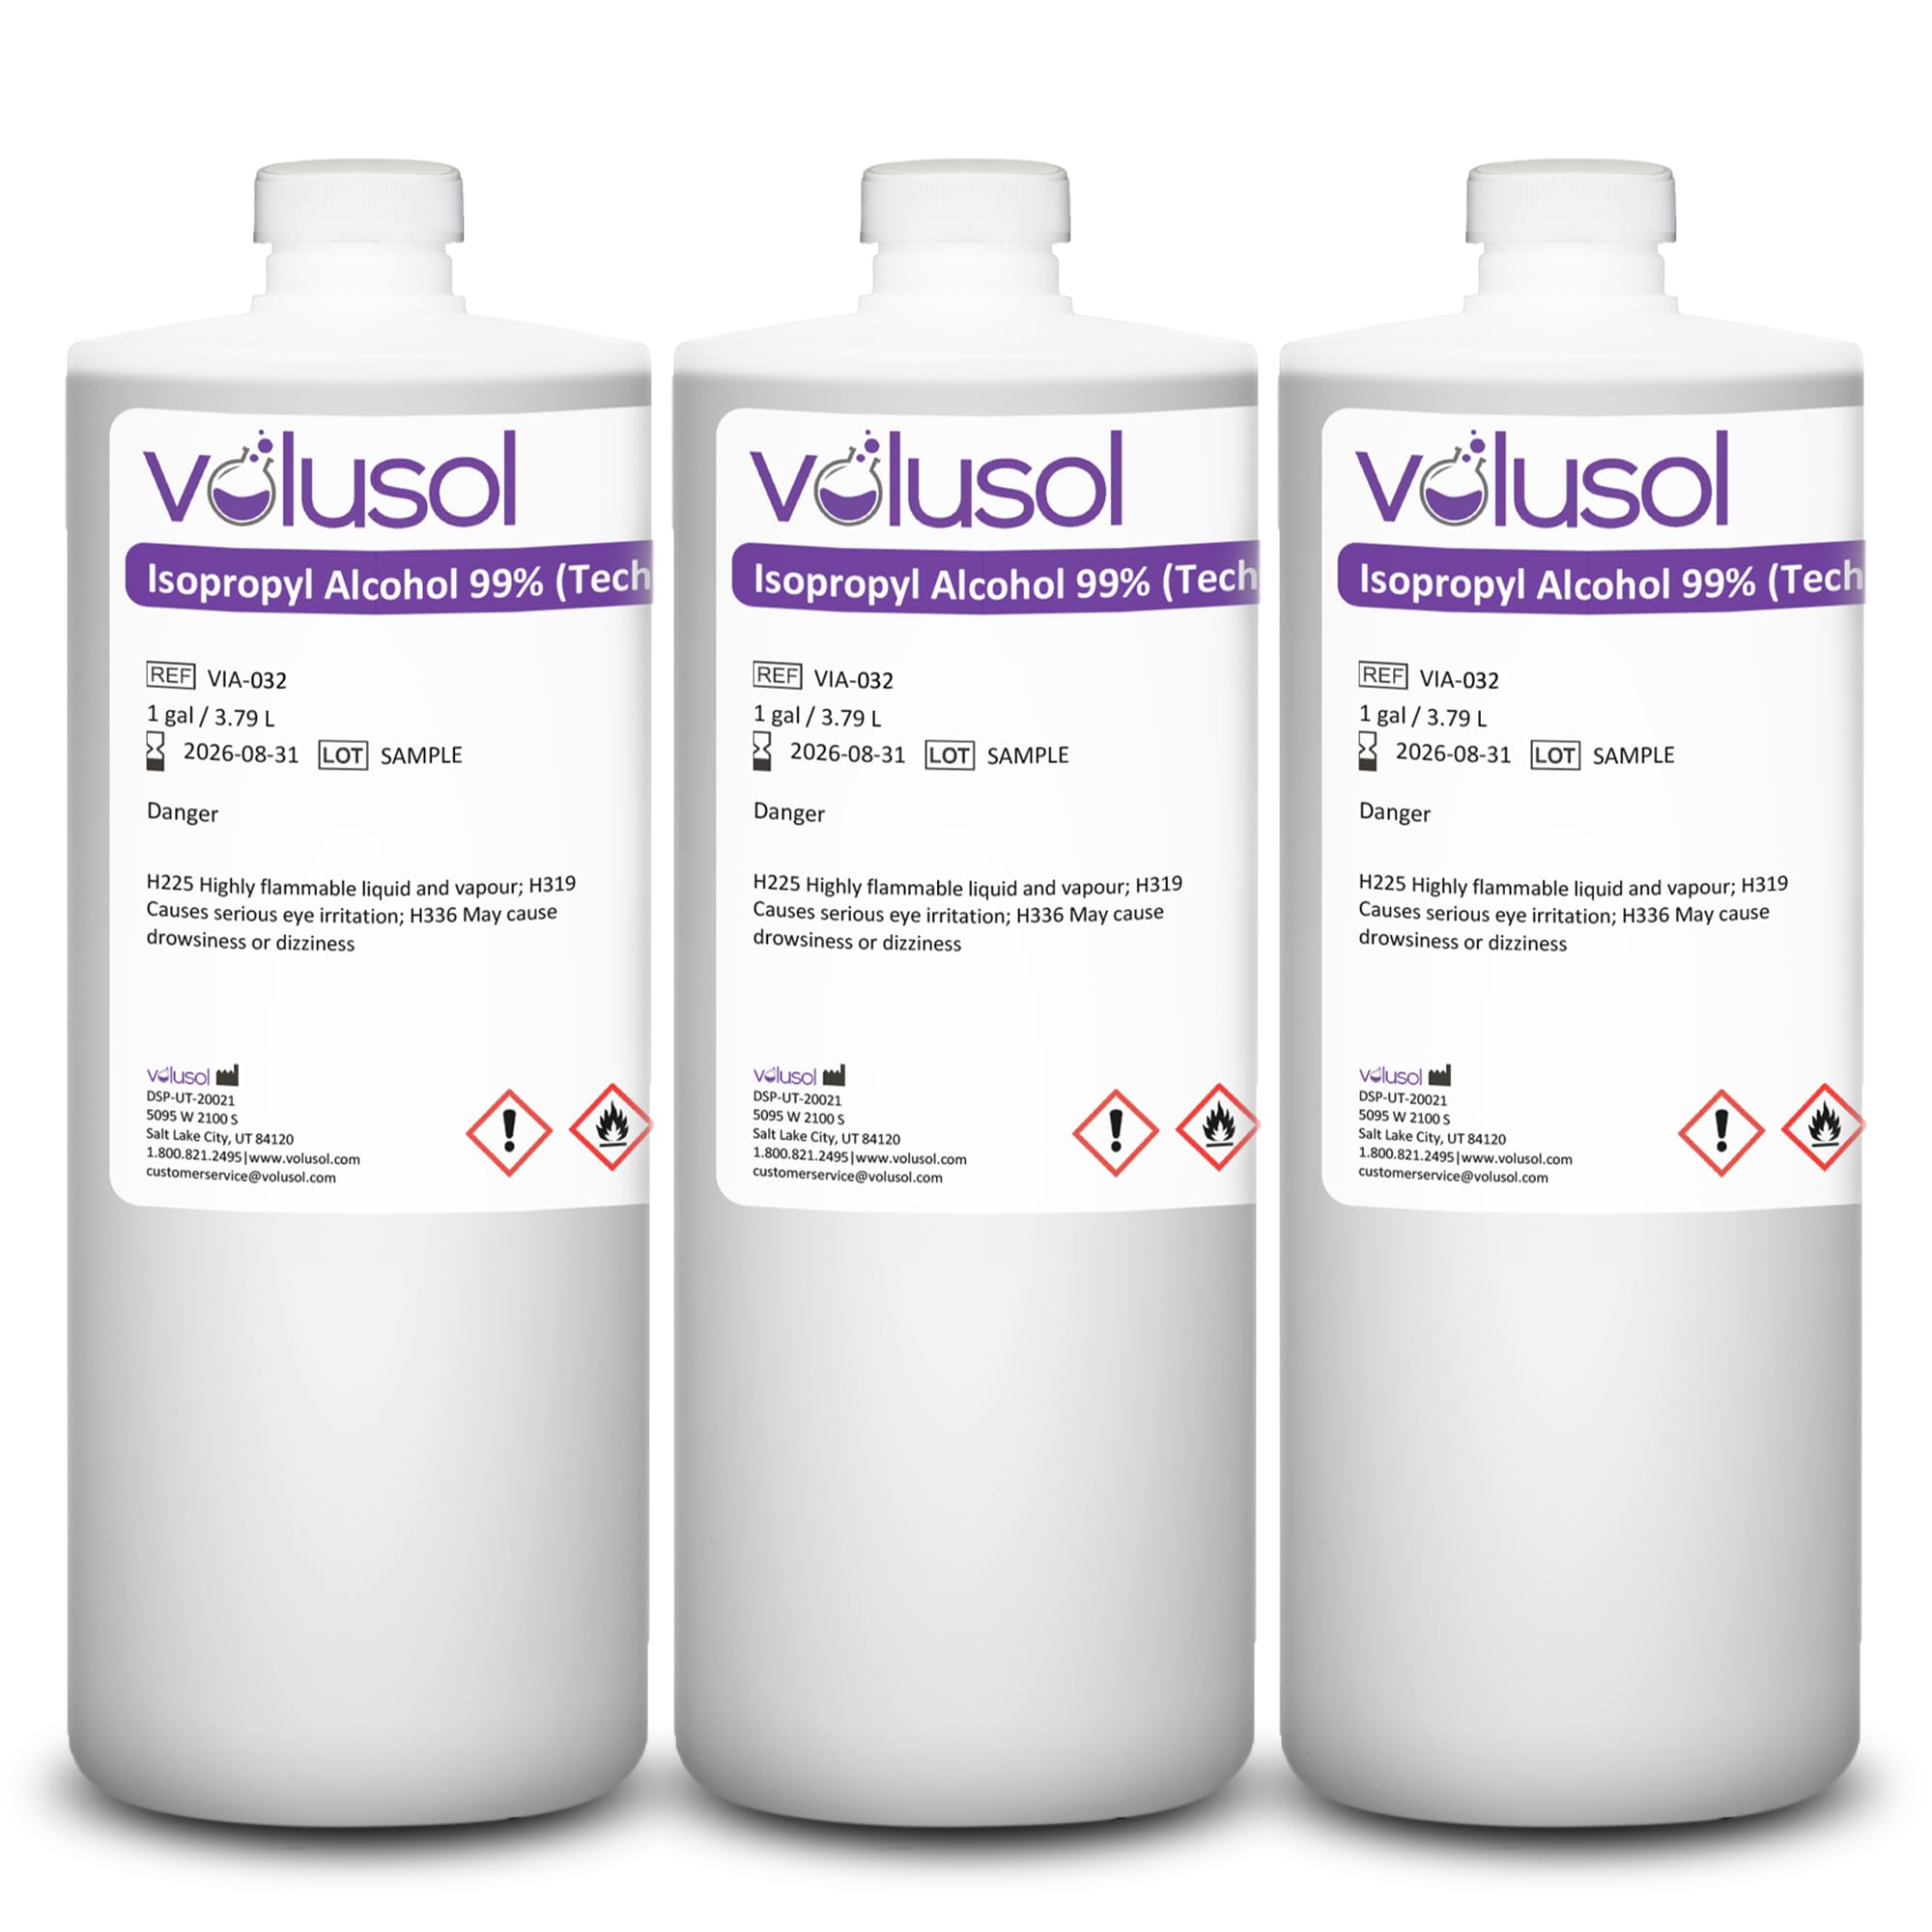 volusol
Isopropyl Alcohol 99% (Tech
REF VIA-032
1 gal / 3.79 L
2026-08-31 LOT SAMPLE
Danger
H225 Highly flammable liquid and vapour; H319
Causes serious eye irritation; H336 May cause
drowsiness or dizziness
volusol
DSP-UT-20021
5095 W 2100 S
Salt Lake City, UT 84120
1.800.821.2495|www.volusol.com
customerservice@volusol.com
volusol
Isopropyl Alcohol 99% (Tech
REF VIA-032
1 gal / 3.79 L
2026-08-31 LOT SAMPLE
Danger
H225 Highly flammable liquid and vapour; H319
Causes serious eye irritation; H336 May cause
drowsiness or dizziness
volusol
DSP-UT-20021
5095 W 2100 S
Salt Lake City, UT 84120
1.800.821.2495|www.volusol.com
customerservice@volusol.com
volusol
Isopropyl Alcohol 99% (Tech
REF VIA-032
1 gal / 3.79 L
2026-08-31 LOT SAMPLE
Danger
H225 Highly flammable liquid and vapour; H319
Causes serious eye irritation; H336 May cause
drowsiness or dizziness
volusol
DSP-UT-20021
5095 W 2100 S
Salt Lake City, UT 84120
1.800.821.2495|www.volusol.com
customerservice@volusol.com